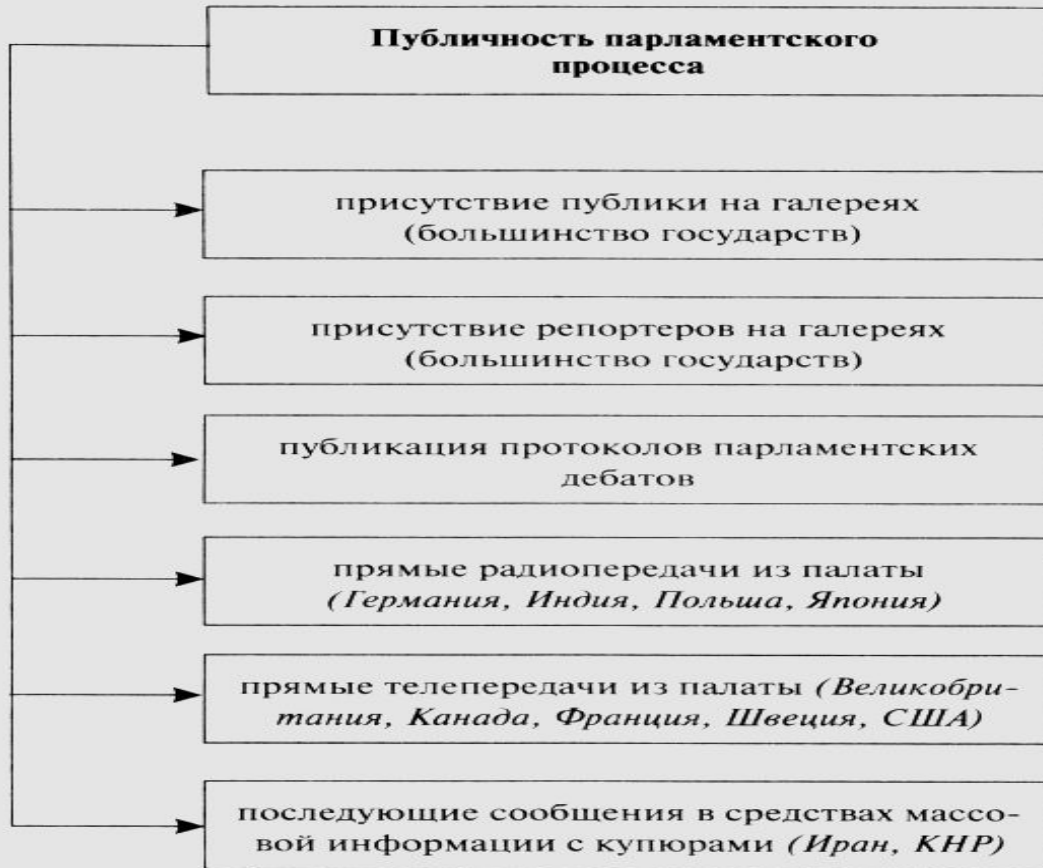 Публичность парламентского
процесса
присутствие публики на галереях
(большинство государств)
присутствие репортеров на галереях
(большинство государств)
публикация протоколов парламентских
дебатов
прямые радиопередачи из палаты
(Германия, Индия, Польша, Япония)
прямые телепередачи из палаты (Великобри-
тания, Канада, Франция, Швеция, США)
последующие сообщения в средствах массо-
вой информации с купюрами (Иран, КНР)